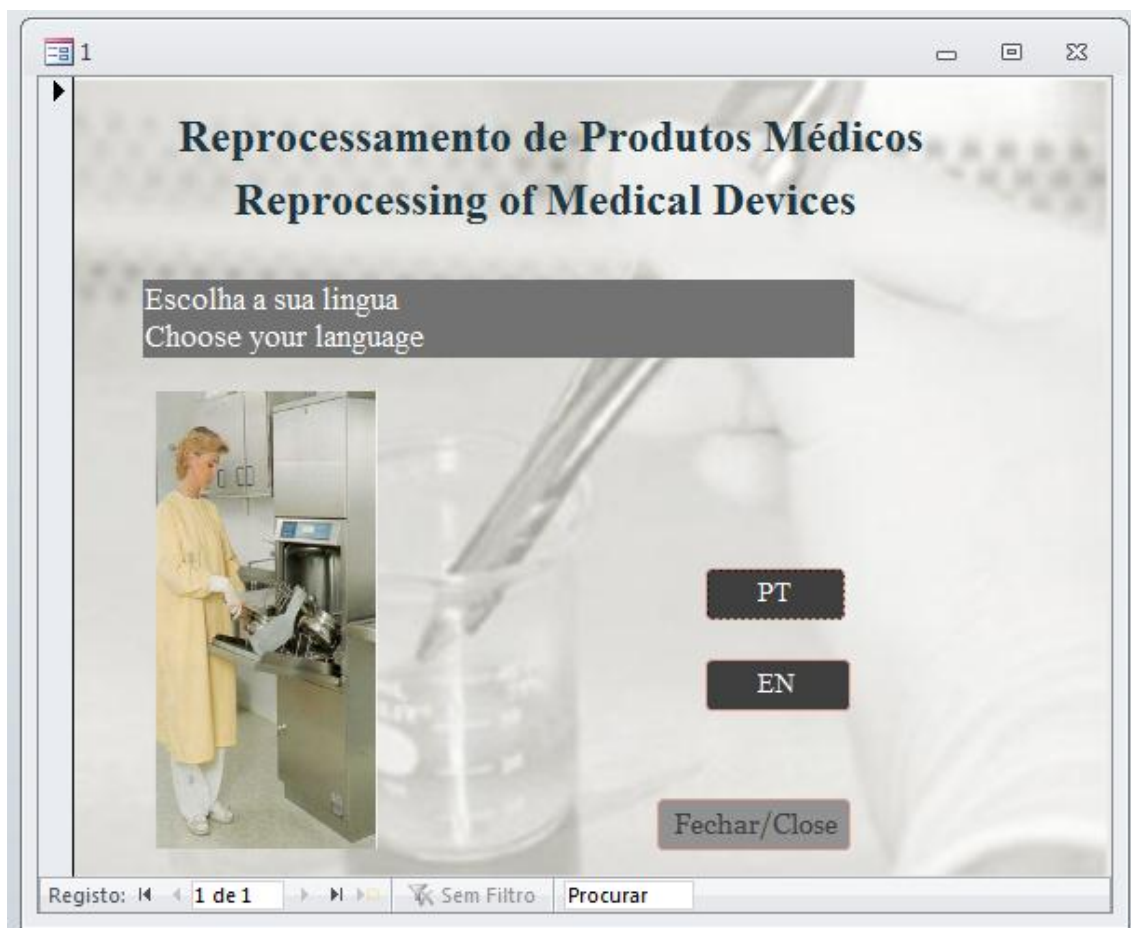 1
Reprocessamento de Produtos Médicos
Reprocessing of Medical Devices
Escolha a sua lingua
Choose your language
PT
EN
Fechar/Close
Registo: 1 de 1 Sem Filtro Procurar